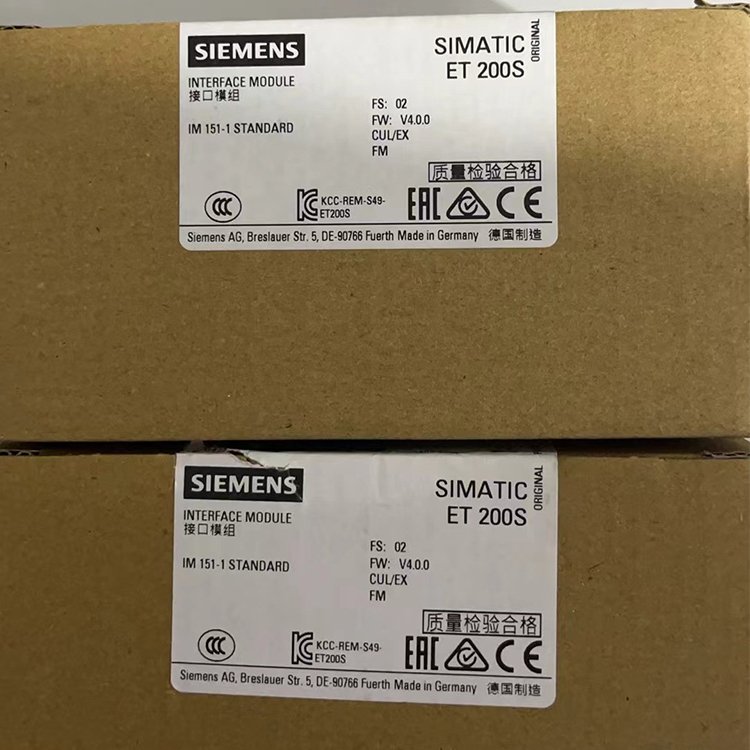 SIEMENS
SIMATIC
ET 200S
ORIGINAL
INTERFACE MODULE
接口模组
IM 151-1 STANDARD
FS: 02
FW: V4.0.0
CUL/EX
FM
质量检验合格
CCC
KCC-REM-S49-
ET200S
EAC CE
Siemens AG, Breslauer Str. 5, DE-90766 Fuerth Made in Germany 德国制造
SIEMENS
SIMATIC
ET 200S
ORIGINAL
INTERFACE MODULE
接口模组
IM 151-1 STANDARD
FS: 02
FW: V4.0.0
CUL/EX
FM
质量检验合格
CCC
KCC-REM-S49-
ET200S
EAC CE
Siemens AG, Breslauer Str. 5, DE-90766 Fuerth Made in Germany 德国制造